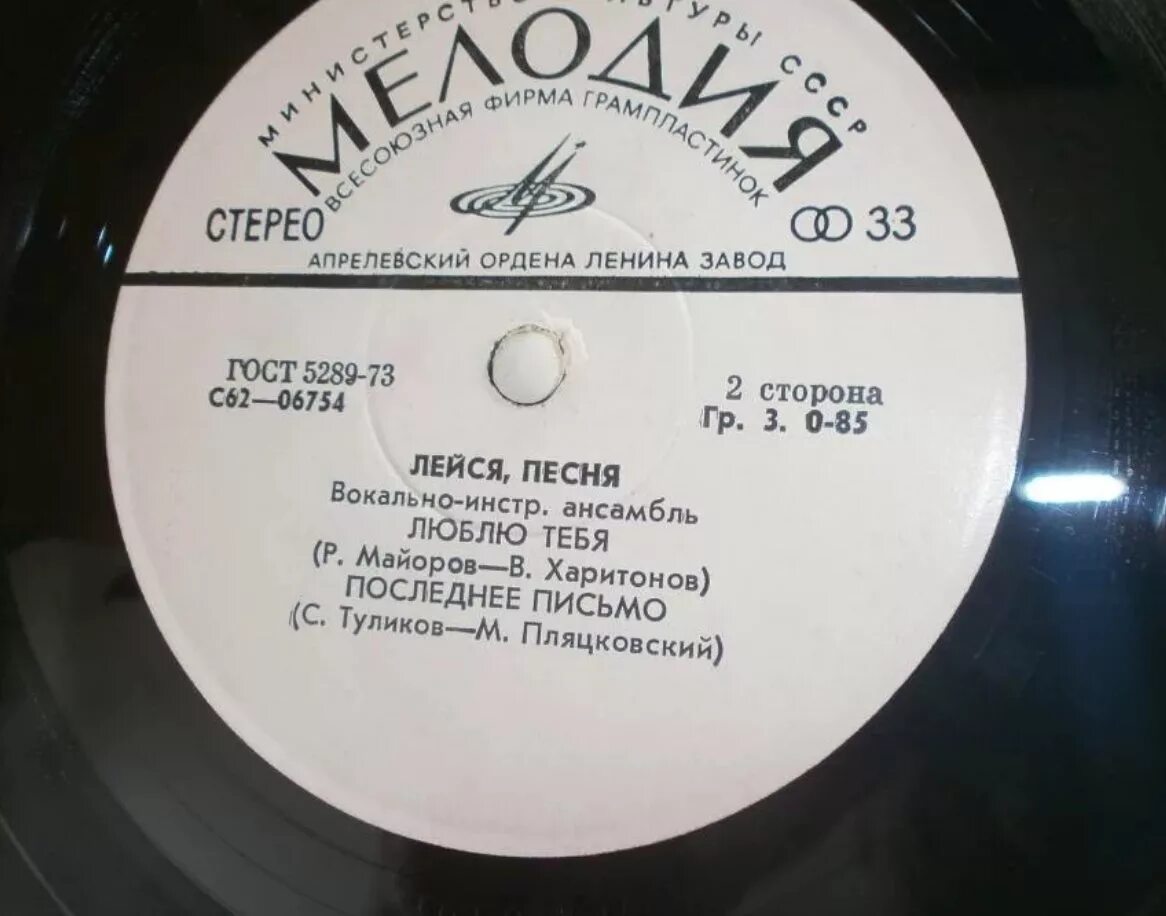 МИНИСТЕРСТВО КУЛЬТУРЫ СССР
МЕЛОДИЯ
ВСЕСОЮЗНАЯ ФИРМА ГРАМПЛАСТИНОК
СТЕРЕО 33
АПРЕЛЕВСКИЙ ОРДЕНА ЛЕНИНА ЗАВОД
ГОСТ 5289-73
С62—06754
2 сторона
Гр. 3. 0-85
ЛЕЙСЯ, ПЕСНЯ
Вокально-инстр. ансамбль
ЛЮБЛЮ ТЕБЯ
(Р. Майоров—В. Харитонов)
ПОСЛЕДНЕЕ ПИСЬМО
(С. Туликов—М. Пляцковский)